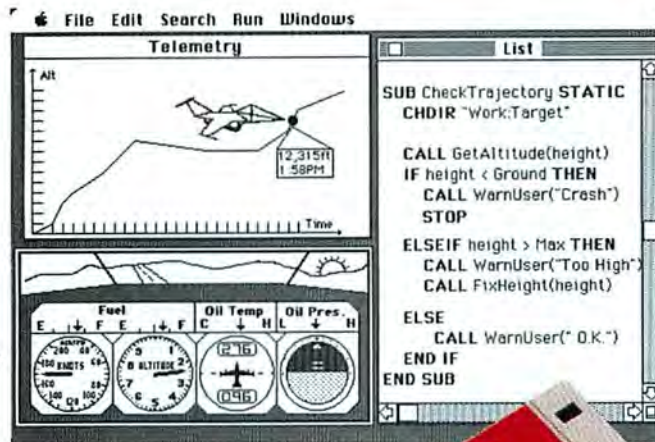 File Edit Search Run Windows
Telemetry
Alt
12,315ft
1:58PM
Time
Fuel
E F E F
Oil Temp
C H
Oil Pres.
L H
KNOTS
ALTITUDE
276
096
List
SUB CheckTrajectory STATIC
CHDIR "Work:Target"
CALL GetAltitude(height)
IF height < Ground THEN
CALL WarnUser("Crash")
STOP
ELSEIF height > Max THEN
CALL WarnUser("Too High")
CALL FixHeight(height)
ELSE
CALL WarnUser(" O.K.")
END IF
END SUB